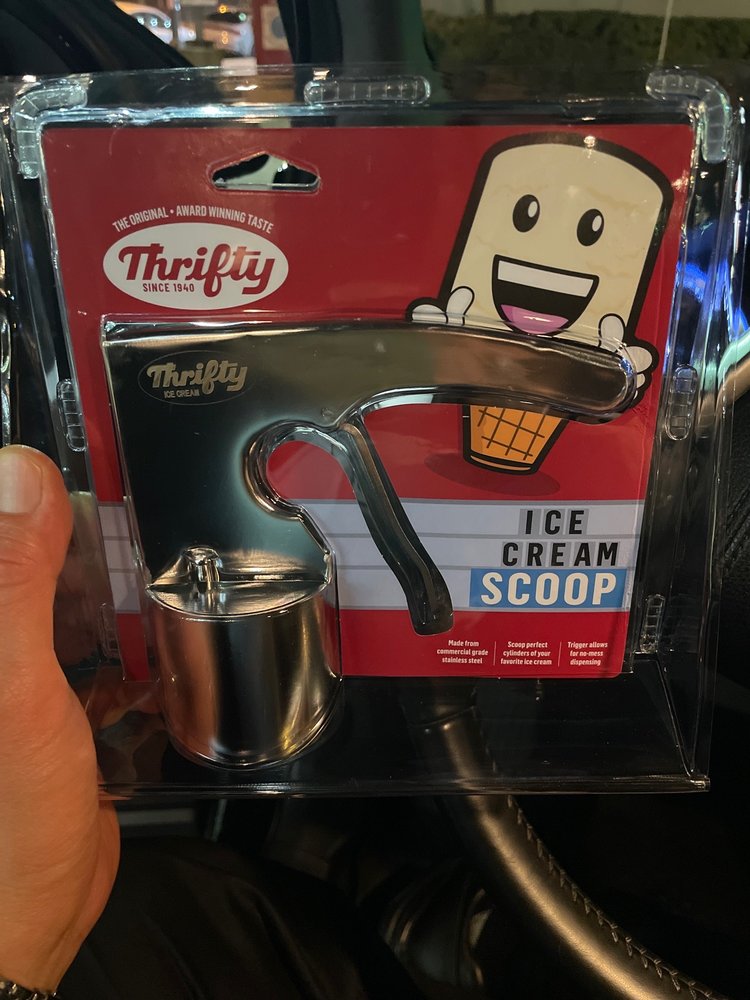 THE ORIGINAL • AWARD WINNING TASTE
Thrifty
SINCE 1940
Thrifty
ICE CREAM
ICE
CREAM
SCOOP
Made from
commercial grade
stainless steel
Scoop perfect
cylinders of your
favorite ice cream
Trigger allows
for no-mess
dispensing